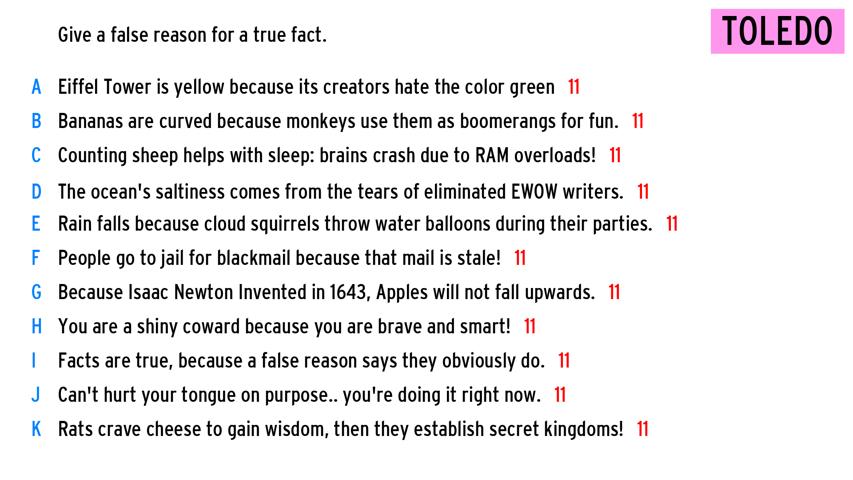 Give a false reason for a true fact.
TOLEDO
A Eiffel Tower is yellow because its creators hate the color green 11
B Bananas are curved because monkeys use them as boomerangs for fun. 11
C Counting sheep helps with sleep: brains crash due to RAM overloads! 11
D The ocean's saltiness comes from the tears of eliminated EWOW writers. 11
E Rain falls because cloud squirrels throw water balloons during their parties. 11
F People go to jail for blackmail because that mail is stale! 11
G Because Isaac Newton Invented in 1643, Apples will not fall upwards. 11
H You are a shiny coward because you are brave and smart! 11
I Facts are true, because a false reason says they obviously do. 11
J Can't hurt your tongue on purpose.. you're doing it right now. 11
K Rats crave cheese to gain wisdom, then they establish secret kingdoms! 11